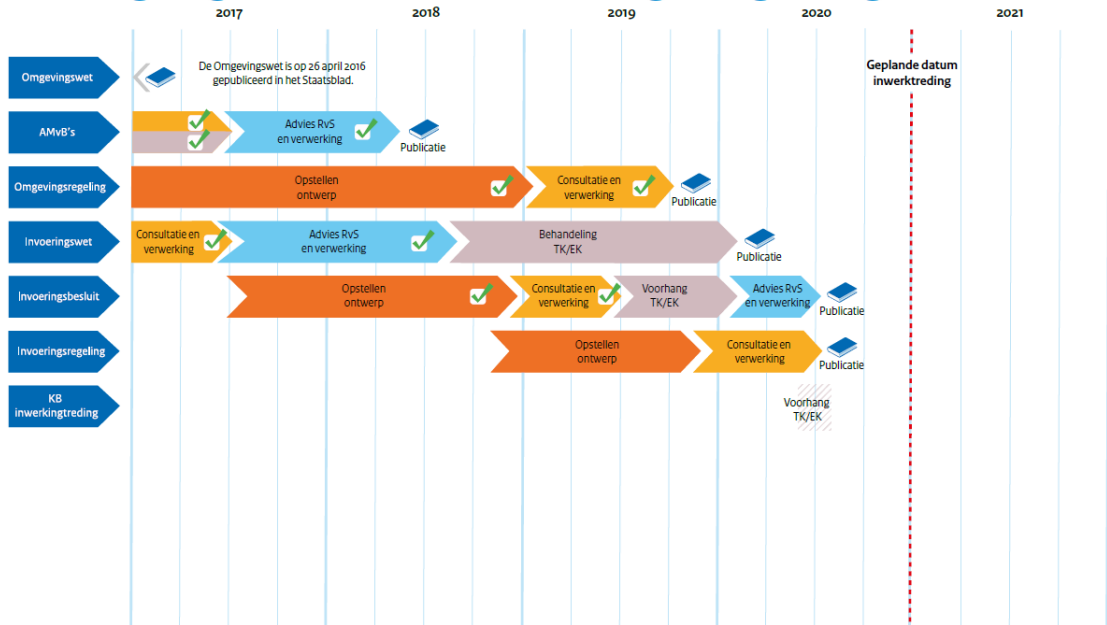 2017
2018
2019
2020
2021
Geplande datum
inwerktreding
Omgevingswet
De Omgevingswet is op 26 april 2016
gepubliceerd in het Staatsblad.
AMvB's
Advies RvS
en verwerking
Publicatie
Omgevingsregeling
Opstellen
ontwerp
Consultatie en
verwerking
Publicatie
Invoeringswet
Consultatie en
verwerking
Advies RvS
en verwerking
Behandeling
TK/EK
Publicatie
Invoeringsbesluit
Opstellen
ontwerp
Consultatie en
verwerking
Voorhang
TK/EK
Advies RvS
en verwerking
Publicatie
Invoeringsregeling
Opstellen
ontwerp
Consultatie en
verwerking
Publicatie
KB
inwerkingtreding
Voorhang
TK/EK